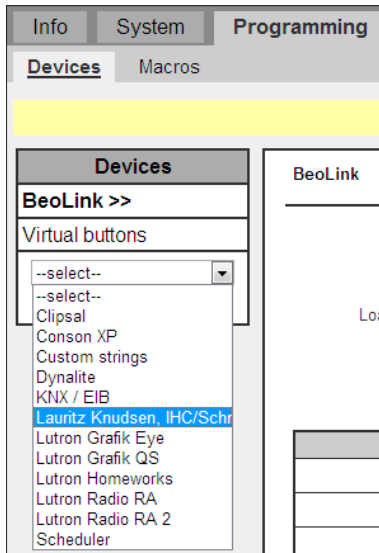 Info System Programming
Devices Macros
Devices
BeoLink >>
Virtual buttons
--select--
--select--
Clipsal
Conson XP
Custom strings
Dynalite
KNX / EIB
Lauritz Knudsen, IHC/Schr
Lutron Grafik Eye
Lutron Grafik QS
Lutron Homeworks
Lutron Radio RA
Lutron Radio RA 2
Scheduler
BeoLink